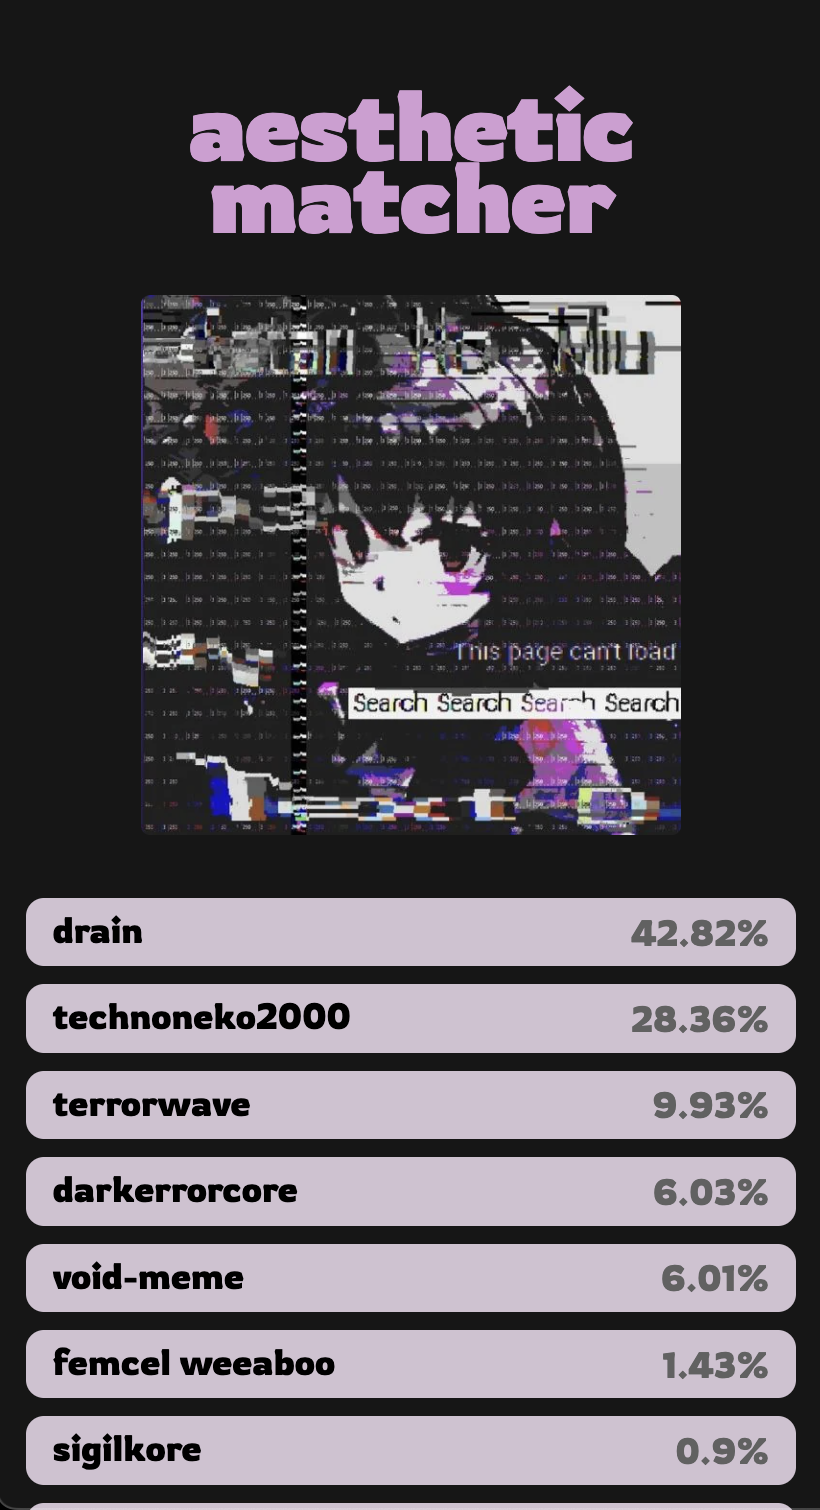 aesthetic
matcher
This page can't load
Search Search Search Search
drain 42.82%
technoneko2000 28.36%
terrorwave 9.93%
darkerrorcore 6.03%
void-meme 6.01%
femcel weeaboo 1.43%
sigilkore 0.9%